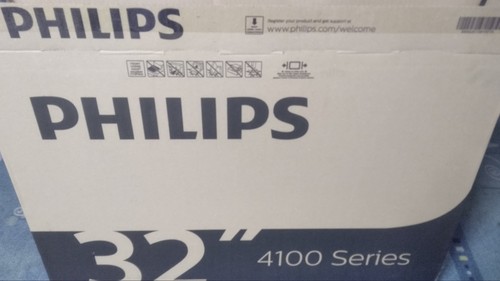 PHILIPS
Register your product and get support at
www.philips.com/welcome
PHILIPS
32" 4100 Series